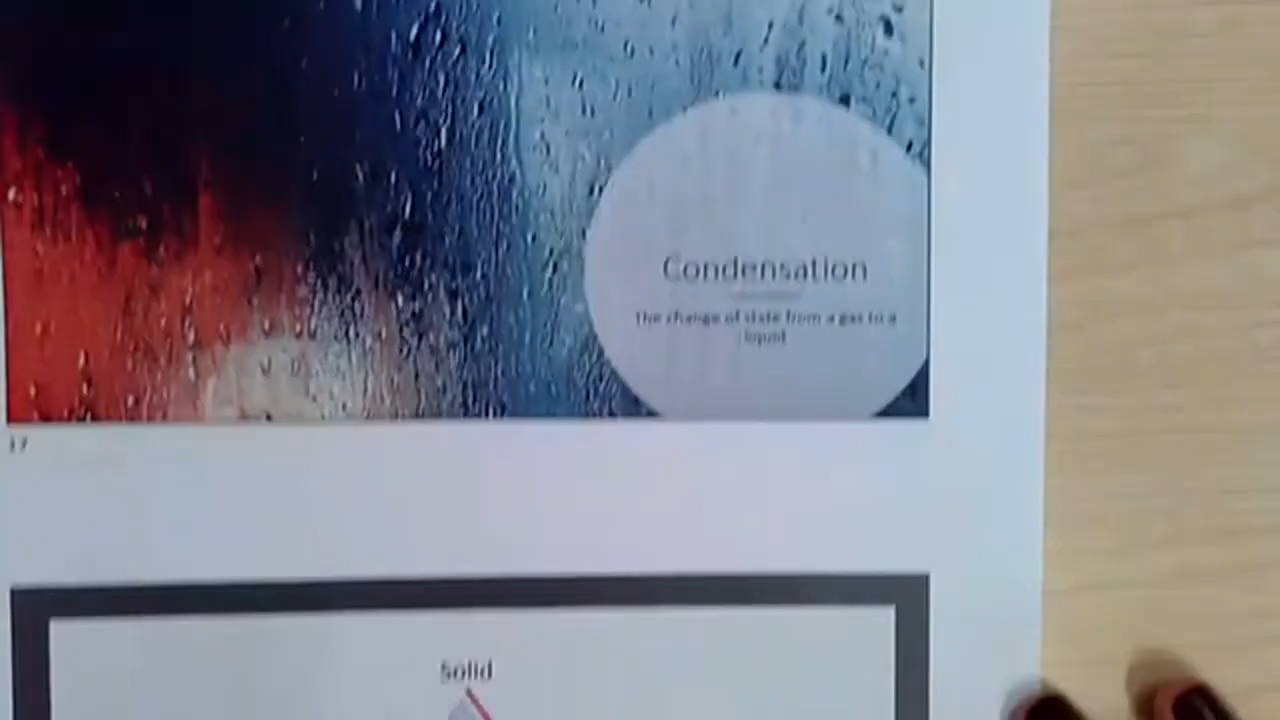 Condensation
The change of state from a gas to a
liquid
17
Solid